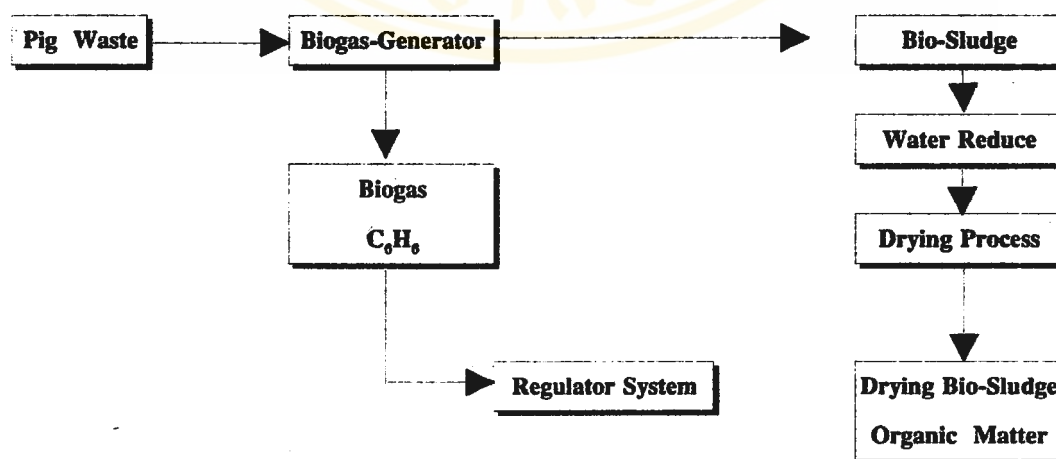 Pig Waste
Biogas-Generator
Bio-Sludge
Water Reduce
Biogas
C₆H₆
Drying Process
Regulator System
Drying Bio-Sludge
Organic Matter